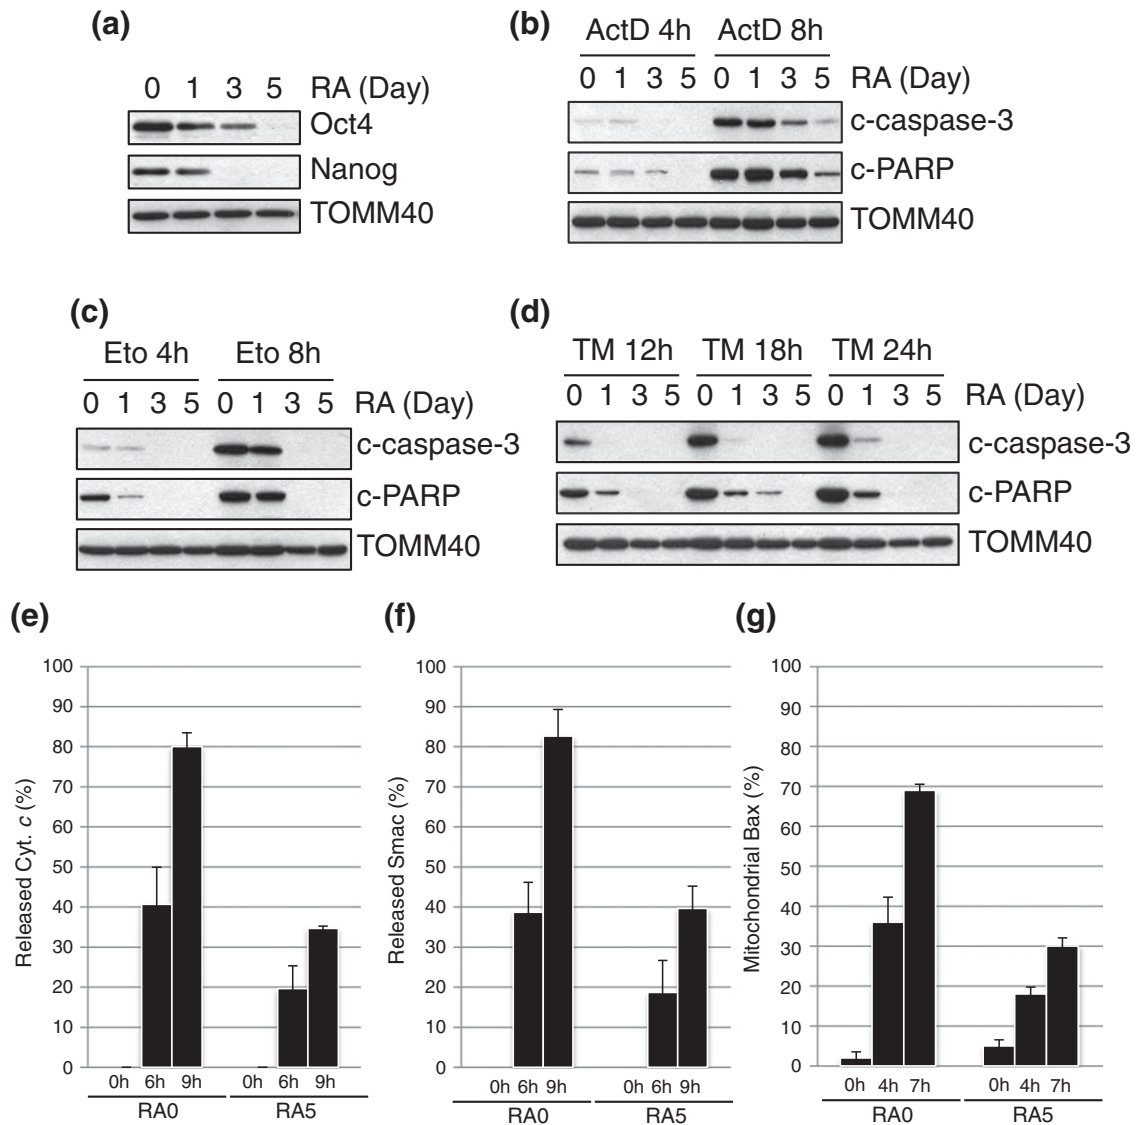 (a)
0 1 3 5 RA (Day)
Oct4
Nanog
TOMM40
(b)
ActD 4h ActD 8h
0 1 3 5 0 1 3 5 RA (Day)
c-caspase-3
c-PARP
TOMM40
(c)
Eto 4h Eto 8h
0 1 3 5 0 1 3 5 RA (Day)
c-caspase-3
c-PARP
TOMM40
(d)
TM 12h TM 18h TM 24h
0 1 3 5 0 1 3 5 0 1 3 5 RA (Day)
c-caspase-3
c-PARP
TOMM40
(e)
Released Cyt. c (%)
100
90
80
70
60
50
40
30
20
10
0
0h 6h 9h 0h 6h 9h
RA0 RA5
(f)
Released Smac (%)
100
90
80
70
60
50
40
30
20
10
0
0h 6h 9h 0h 6h 9h
RA0 RA5
(g)
Mitochondrial Bax (%)
100
90
80
70
60
50
40
30
20
10
0
0h 4h 7h 0h 4h 7h
RA0 RA5